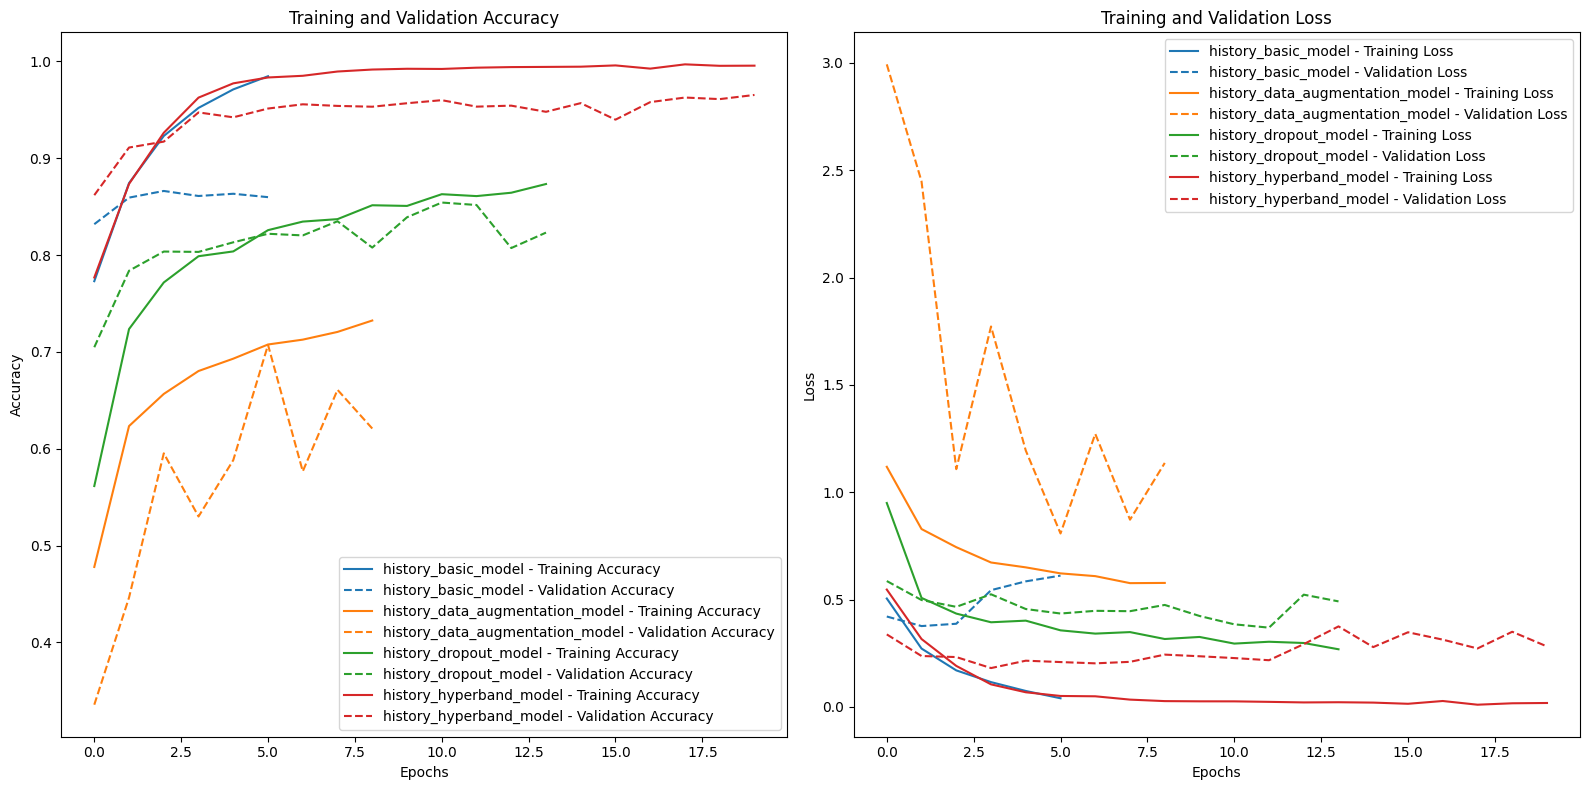 Training and Validation Accuracy
Accuracy
1.0
0.9
0.8
0.7
0.6
0.5
0.4
history_basic_model - Training Accuracy
history_basic_model - Validation Accuracy
history_data_augmentation_model - Training Accuracy
history_data_augmentation_model - Validation Accuracy
history_dropout_model - Training Accuracy
history_dropout_model - Validation Accuracy
history_hyperband_model - Training Accuracy
history_hyperband_model - Validation Accuracy
0.0 2.5 5.0 7.5 10.0 12.5 15.0 17.5
Epochs
Training and Validation Loss
Loss
3.0
2.5
2.0
1.5
1.0
0.5
0.0
history_basic_model - Training Loss
history_basic_model - Validation Loss
history_data_augmentation_model - Training Loss
history_data_augmentation_model - Validation Loss
history_dropout_model - Training Loss
history_dropout_model - Validation Loss
history_hyperband_model - Training Loss
history_hyperband_model - Validation Loss
0.0 2.5 5.0 7.5 10.0 12.5 15.0 17.5
Epochs